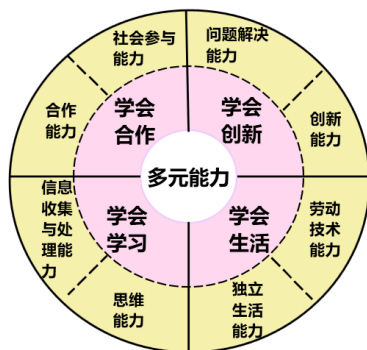 社会参与
能力
问题解决
能力
合作
能力
学会
合作
学会
创新
创新
能力
多元能力
信息
收集
与处
理能
力
学会
学习
学会
生活
劳动
技术
能力
思维
能力
独立
生活
能力